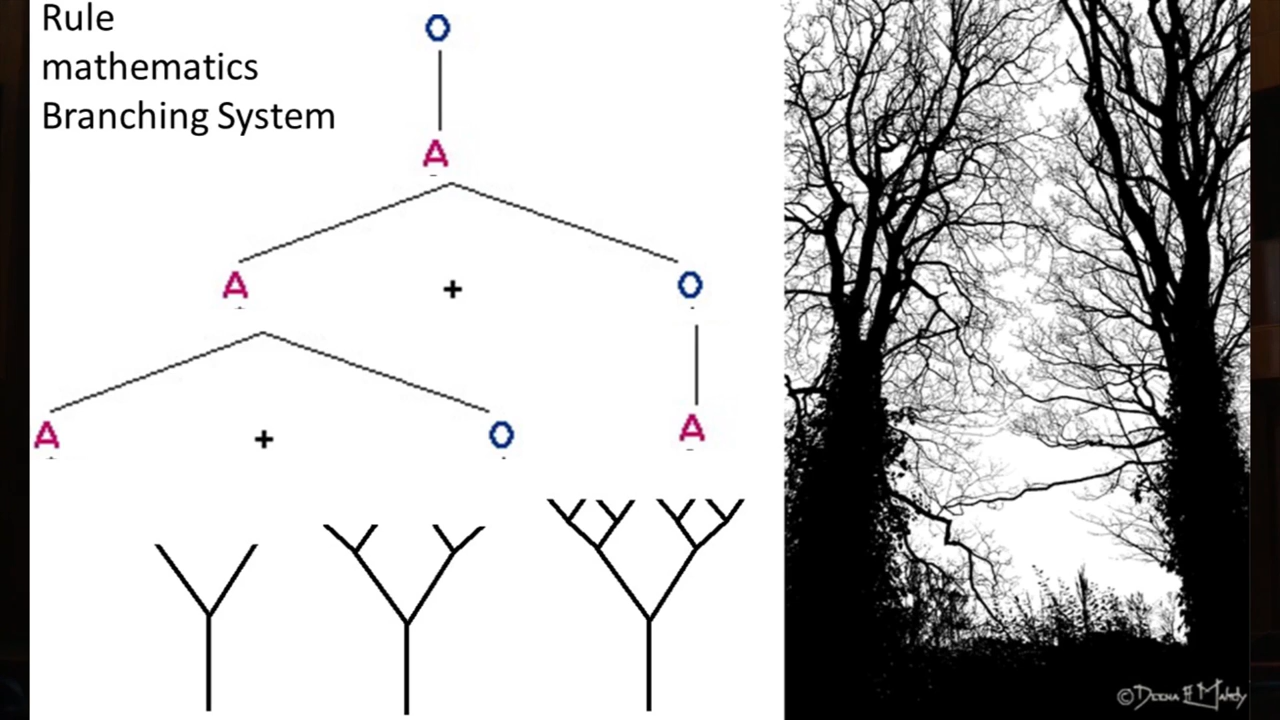 Rule
mathematics
Branching System
O
A
A + O
A + O A